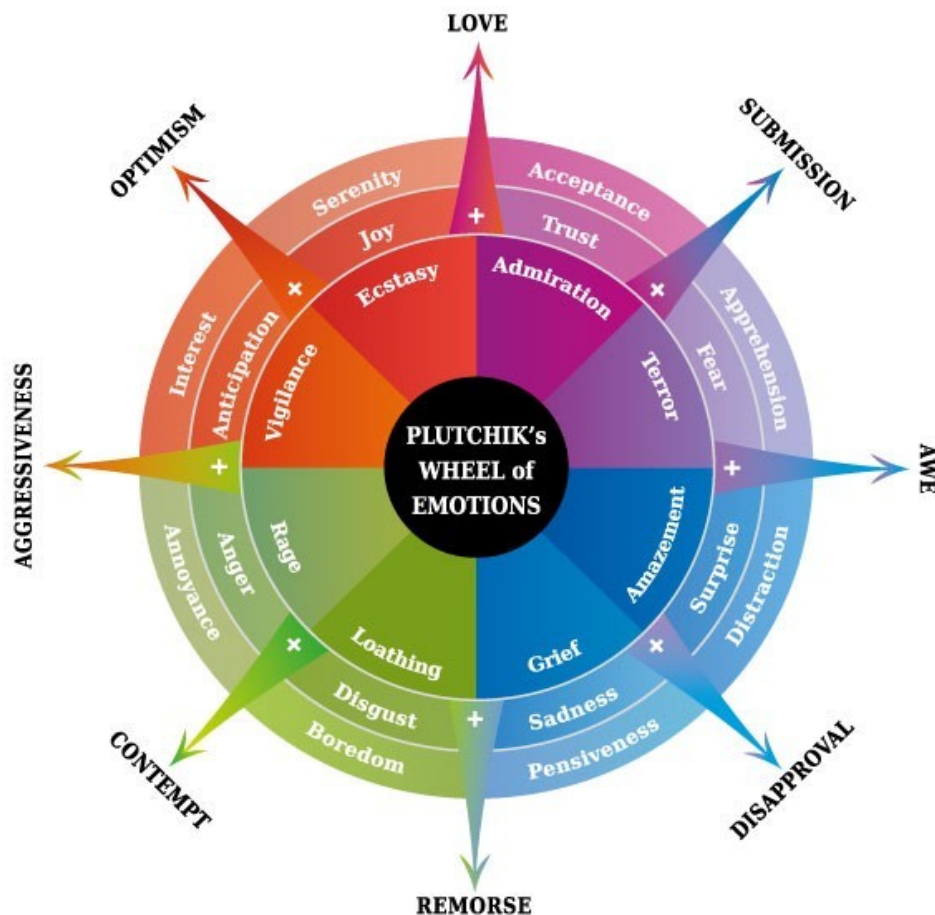 LOVE
OPTIMISM
SUBMISSION
Serenity
Acceptance
Joy
Trust
Ecstasy
Admiration
Interest
Anticipation
Vigilance
Terror
Fear
Apprehension
AGGRESSIVENESS
PLUTCHIK's
WHEEL of
EMOTIONS
AWE
Annoyance
Anger
Rage
Amazement
Surprise
Distraction
Loathing
Grief
Disgust
Sadness
Boredom
Pensiveness
CONTEMPT
DISAPPROVAL
REMORSE
+
+
+
+
+
+
+
+